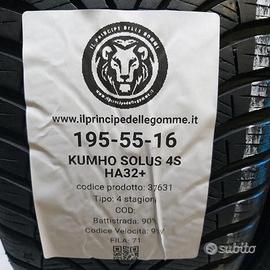 IL PRINCIPE DELLE GOMME
www.ilprincipedellegomme.it
195-55-16
KUMHO SOLUS 4S
HA32+
codice prodotto: 37631
Tipo: 4 stagioni
COD:
Battistrada: 90%
Codice Velocità: 91V
FILA: 71
subito